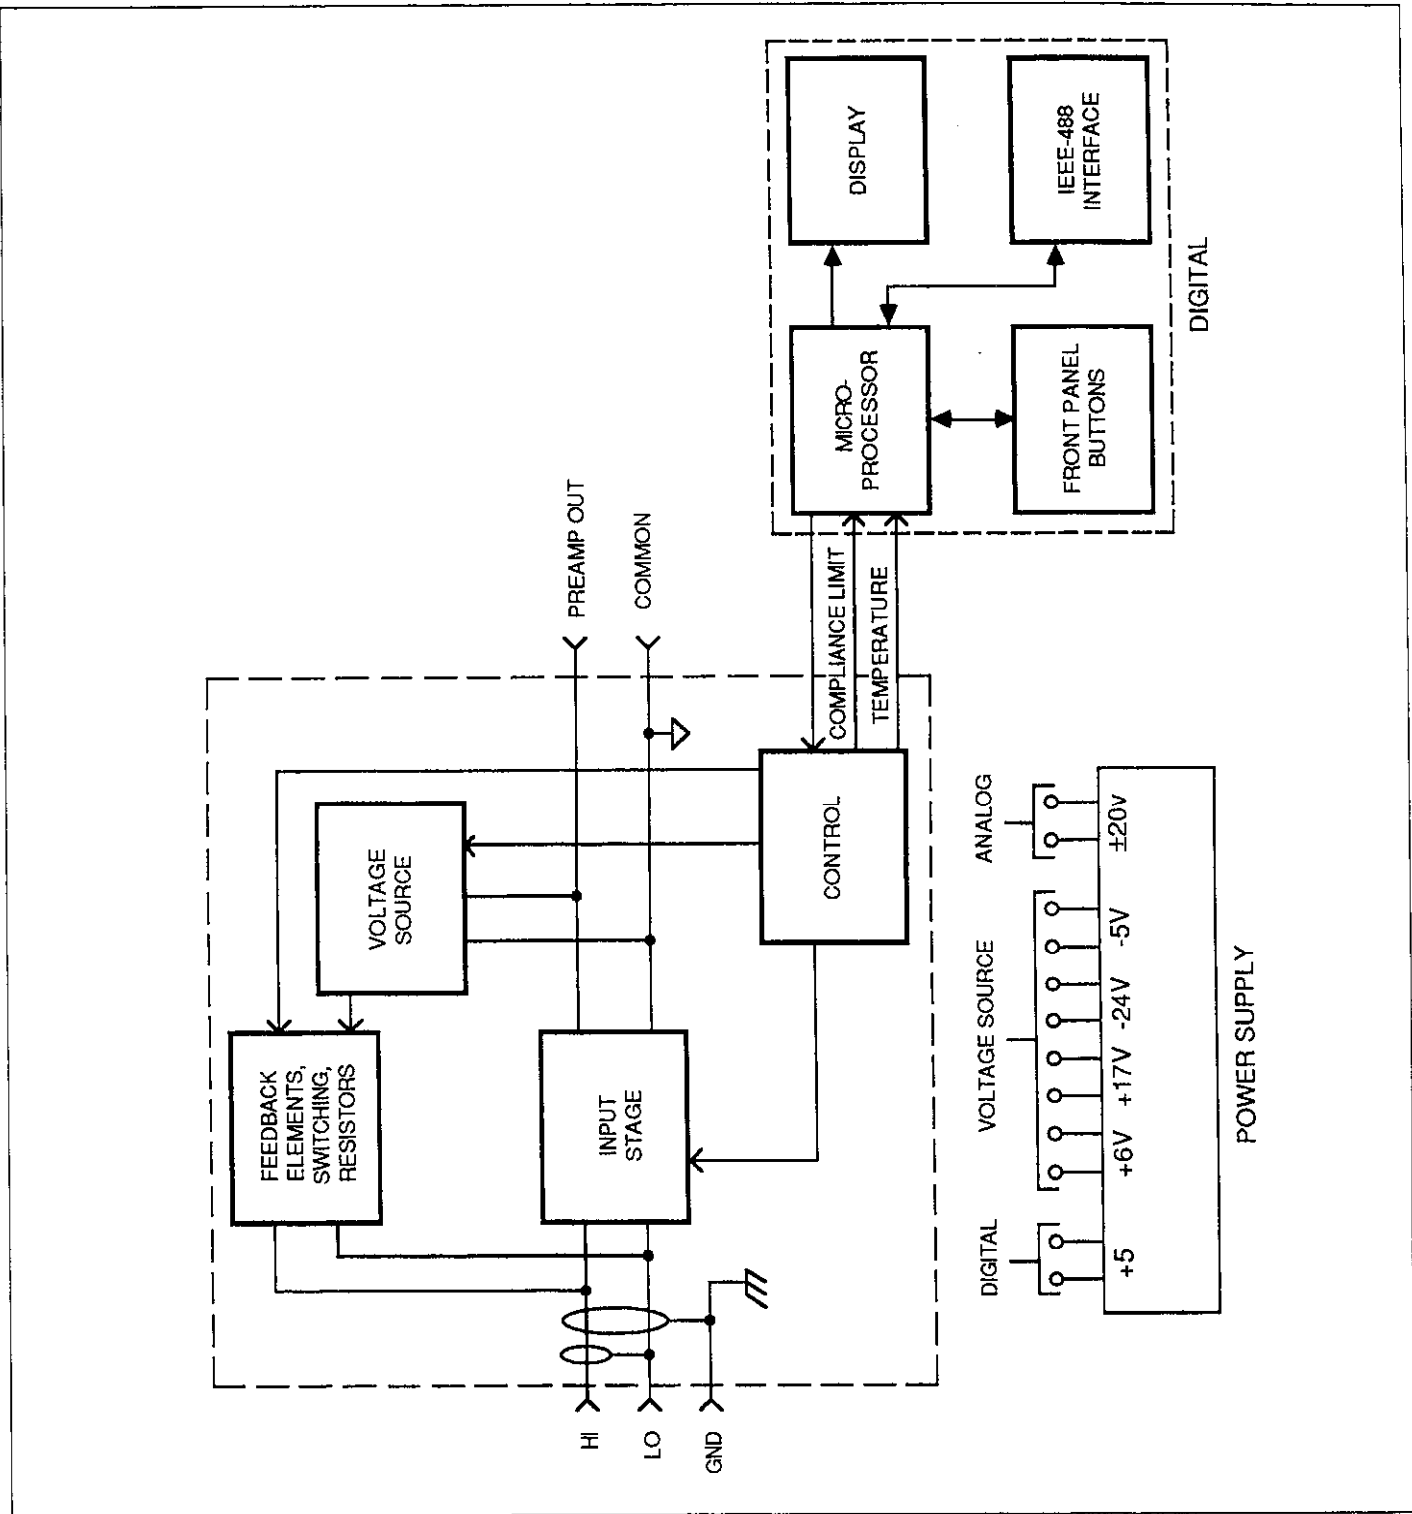 FEEDBACK
ELEMENTS,
SWITCHING,
RESISTORS
VOLTAGE
SOURCE
HI
LO
GND
INPUT
STAGE
PREAMP OUT
COMMON
CONTROL
COMPLIANCE LIMIT
TEMPERATURE
MICRO-
PROCESSOR
DISPLAY
FRONT PANEL
BUTTONS
IEEE-488
INTERFACE
DIGITAL
DIGITAL
VOLTAGE SOURCE
ANALOG
+5
+6V
+17V
-24V
-5V
±20v
POWER SUPPLY